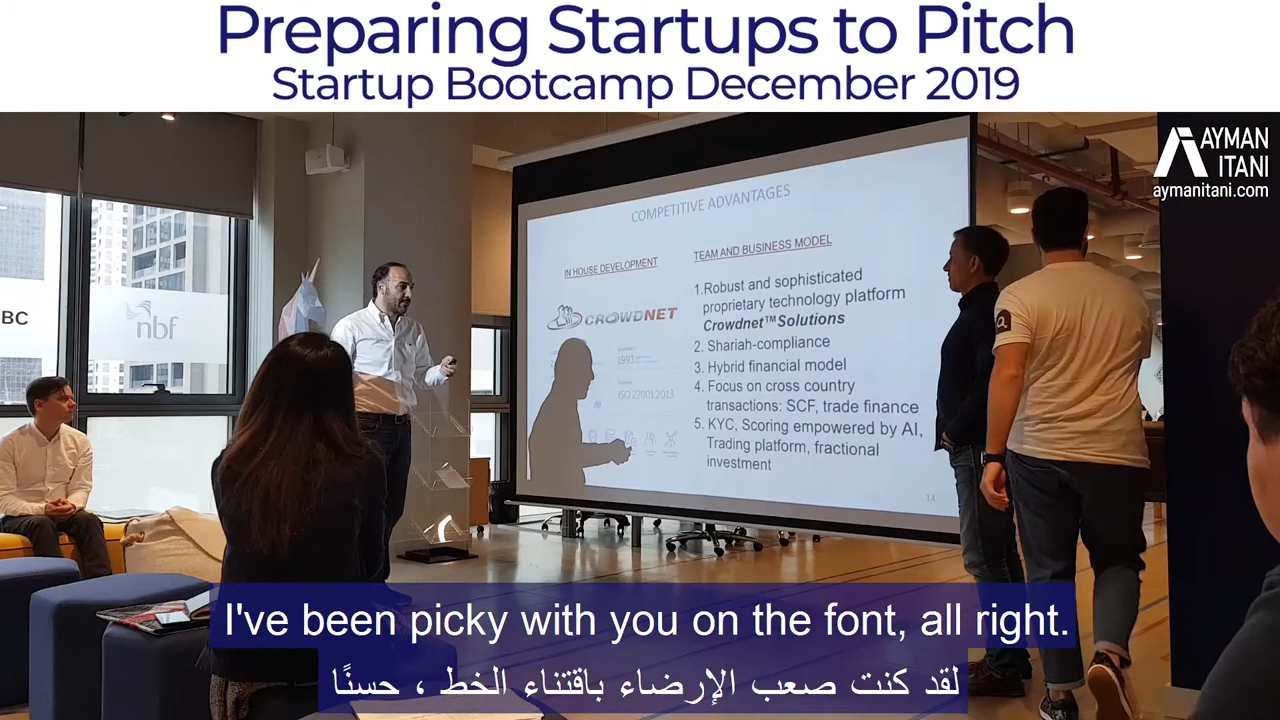 Preparing Startups to Pitch
Startup Bootcamp December 2019
AYMAN
ITANI
aymanitani.com
BC
nbf
COMPETITIVE ADVANTAGES
IN HOUSE DEVELOPMENT
CROWDNET
1993
ISO 27001:2013
TEAM AND BUSINESS MODEL
1.Robust and sophisticated
proprietary technology platform
Crowdnet™Solutions
2. Shariah-compliance
3. Hybrid financial model
4. Focus on cross country
transactions: SCF, trade finance
5. KYC, Scoring empowered by AI,
Trading platform, fractional
investment
14
I've been picky with you on the font, all right.
لقد كنت صعب الإرضاء باقتناء الخط ، حسنًا